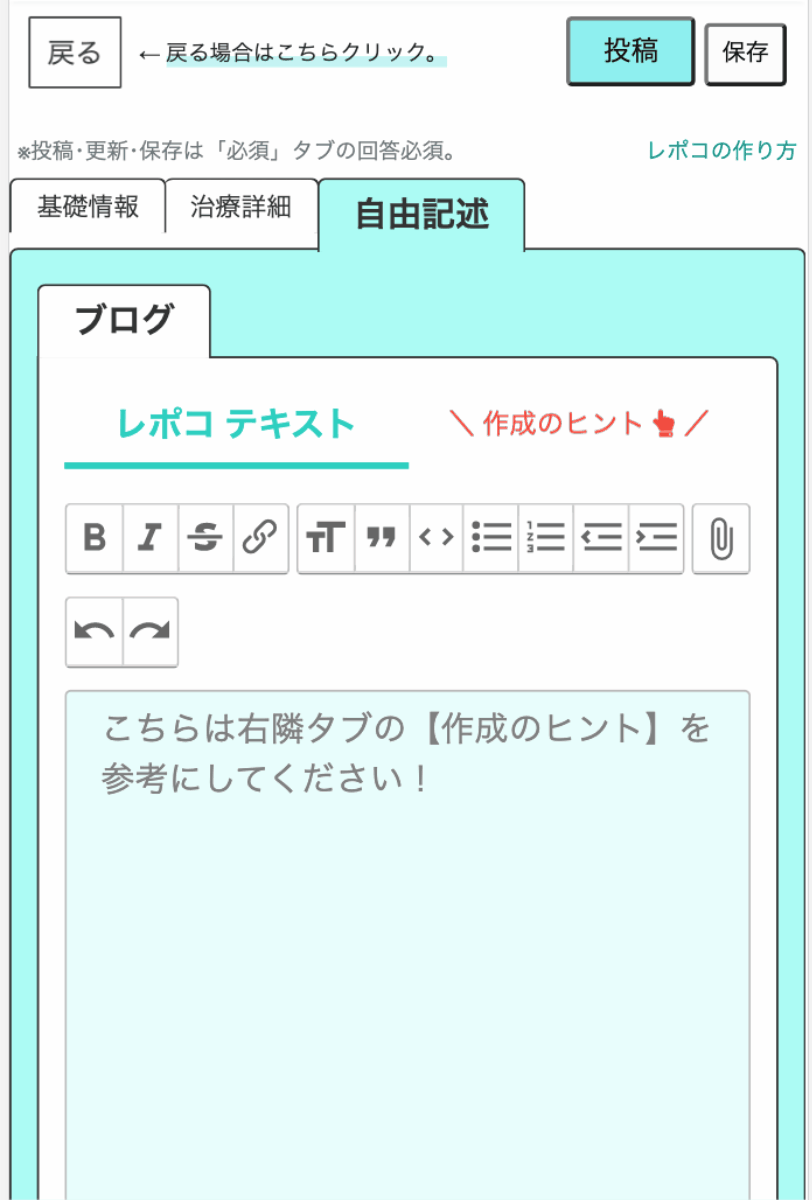 戻る ←戻る場合はこちらクリック。 投稿 保存
※投稿･更新･保存は「必須」タブの回答必須。 レポコの作り方
基礎情報 治療詳細 自由記述
ブログ
レポコ テキスト ＼ 作成のヒント ／
こちらは右隣タブの【作成のヒント】を
参考にしてください！